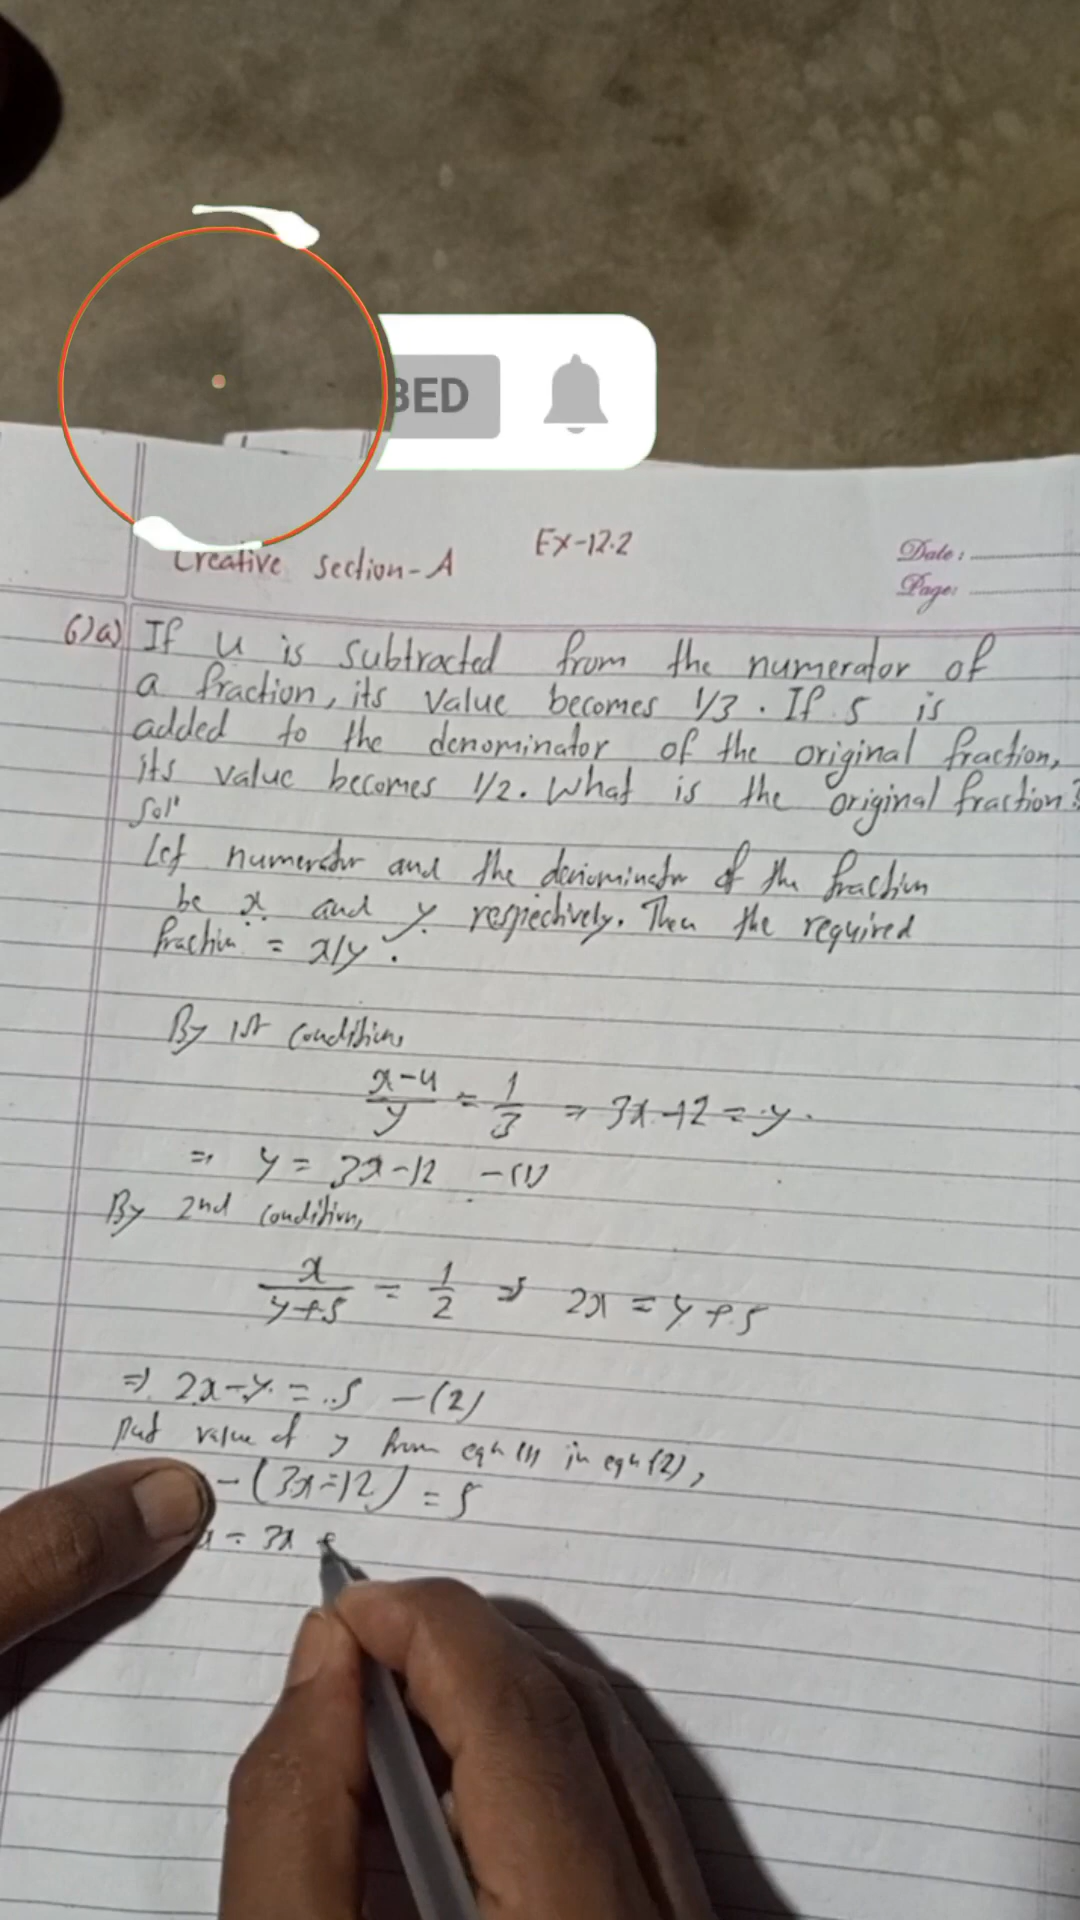 BED
Creative section-A Ex-12.2
Date:
Page:
6)a) If 4 is subtracted from the numerator of
a fraction, its value becomes 1/3. If 5 is
added to the denominator of the original fraction,
its value becomes 1/2. What is the original fraction?
Solⁿ
Let numerator and the denominator of the fraction
be x and y respectively. Then the required
fraction = x/y.
By 1st condition,
x-4/y = 1/3 ⇒ 3x-12 = y
⇒ y = 3x-12 -(1)
By 2nd condition,
x/y+5 = 1/2 ⇒ 2x = y+5
⇒ 2x-y = 5 -(2)
Put value of y from eqn (1) in eqn (2),
-(3x-12) = 5
x - 3x